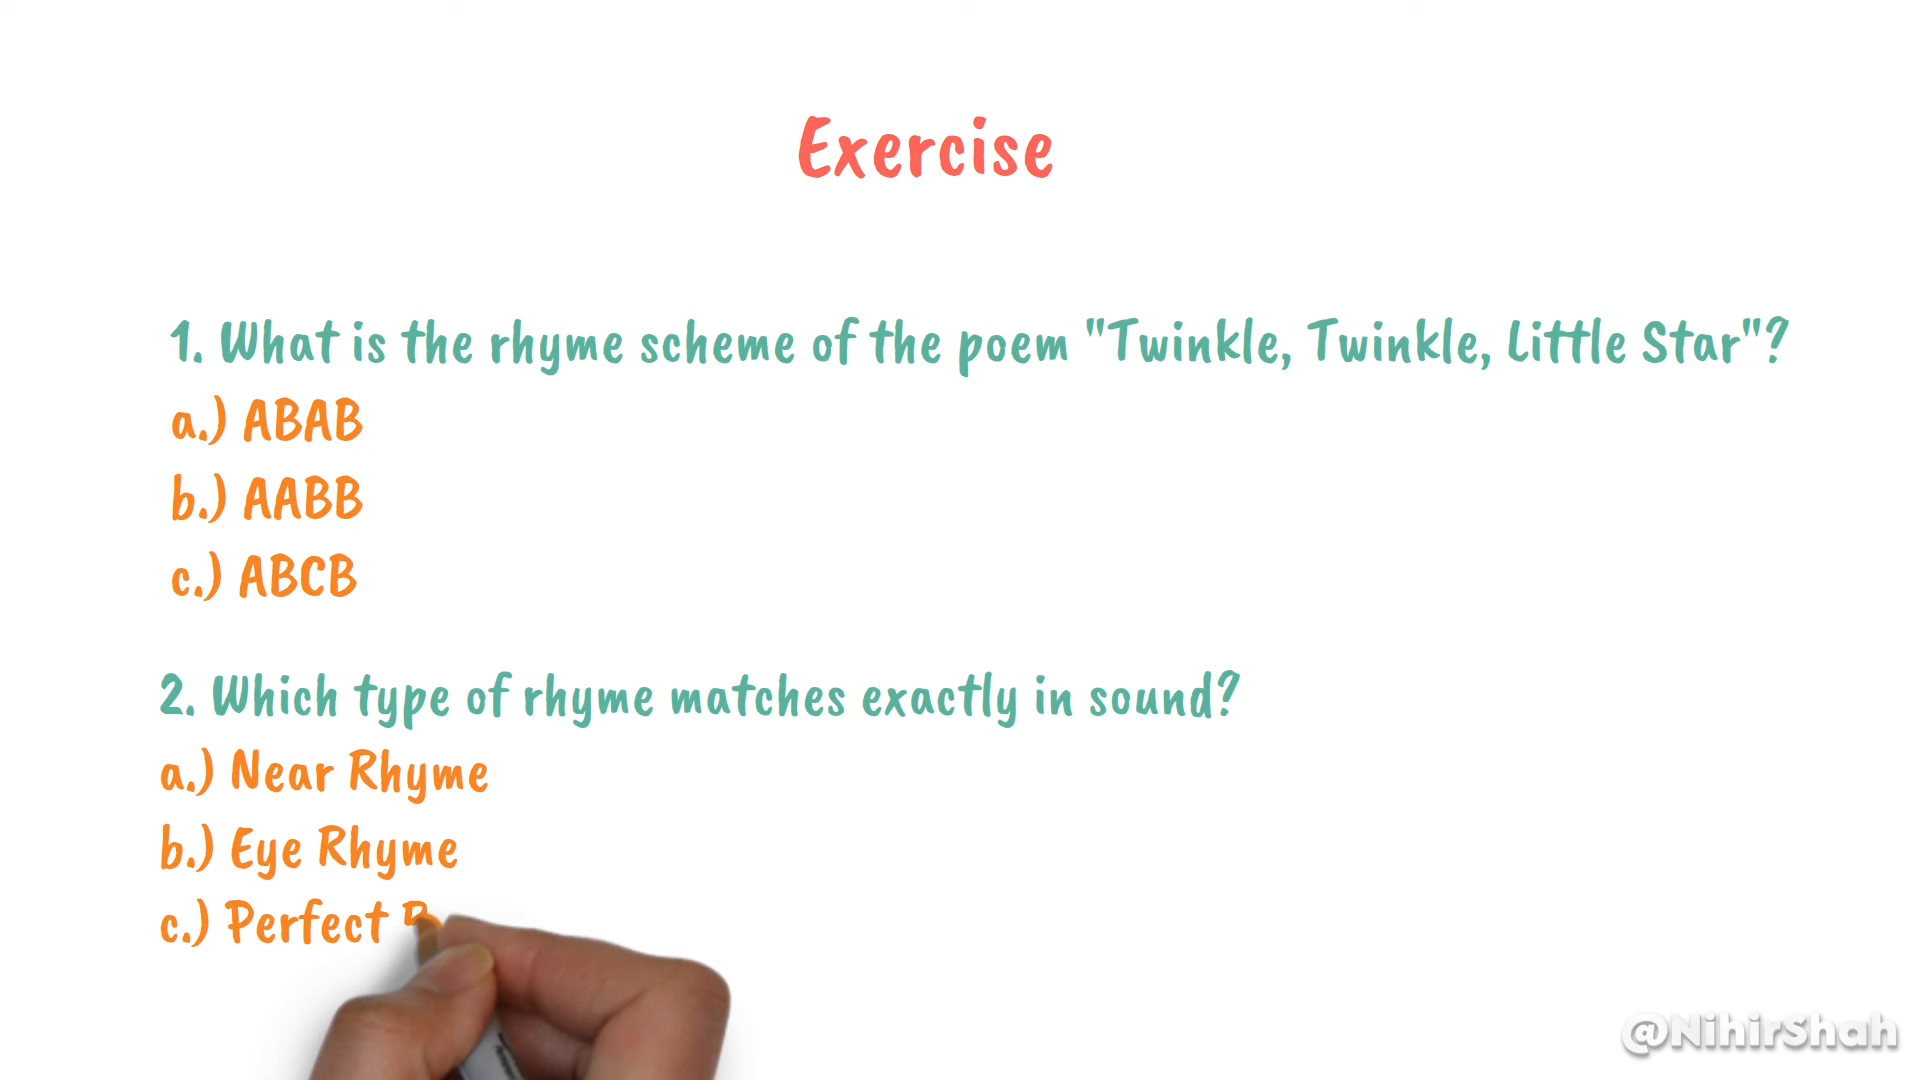 Exercise
1. What is the rhyme scheme of the poem "Twinkle, Twinkle, Little Star"?
a.) ABAB
b.) AABB
c.) ABCB
2. Which type of rhyme matches exactly in sound?
a.) Near Rhyme
b.) Eye Rhyme
c.) Perfect
@NihirShah